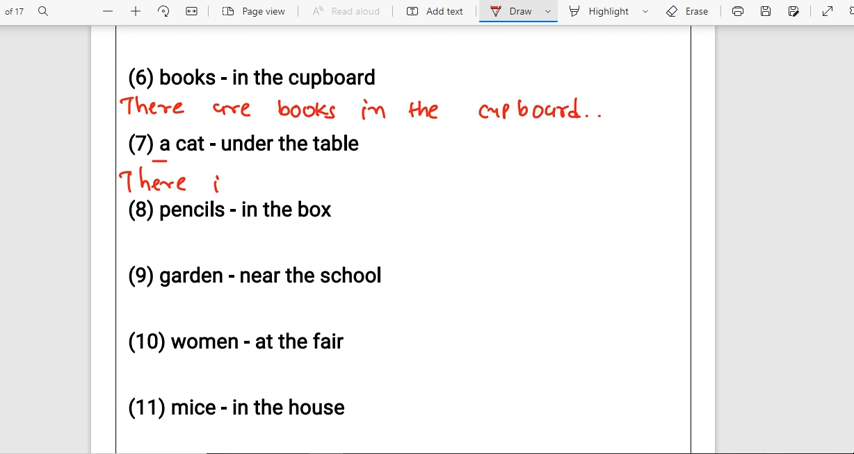 of 17 Page view Read aloud Add text Draw Highlight Erase
(6) books - in the cupboard
There are books in the cupboard..
(7) a cat - under the table
There i
(8) pencils - in the box
(9) garden - near the school
(10) women - at the fair
(11) mice - in the house